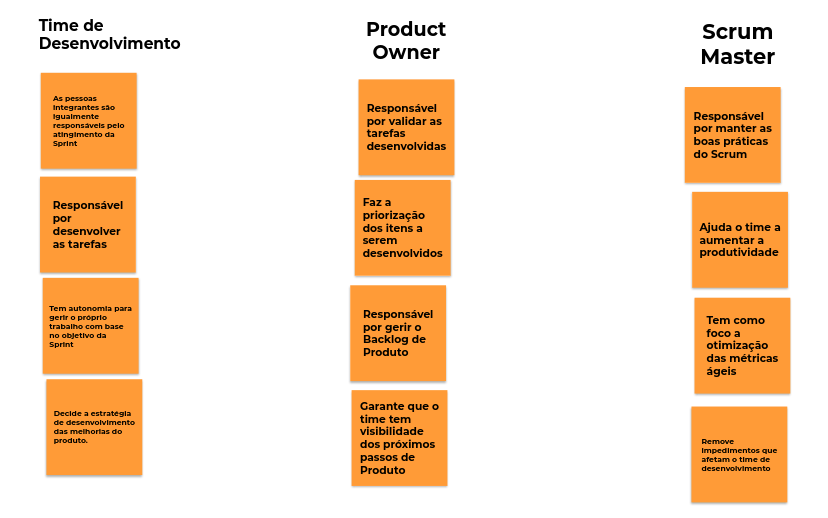 Time de
Desenvolvimento
As pessoas
integrantes são
igualmente
responsáveis pelo
atingimento da
Sprint
Responsável
por
desenvolver
as tarefas
Tem autonomia para
gerir o próprio
trabalho com base
no objetivo da
Sprint
Decide a estratégia
de desenvolvimento
das melhorias do
produto.
Product
Owner
Responsável
por validar as
tarefas
desenvolvidas
Faz a
priorização
dos itens a
serem
desenvolvidos
Responsável
por gerir o
Backlog de
Produto
Garante que o
time tem
visibilidade
dos próximos
passos de
Produto
Scrum
Master
Responsável
por manter as
boas práticas
do Scrum
Ajuda o time a
aumentar a
produtividade
Tem como
foco a
otimização
das métricas
ágeis
Remove
impedimentos que
afetam o time de
desenvolvimento